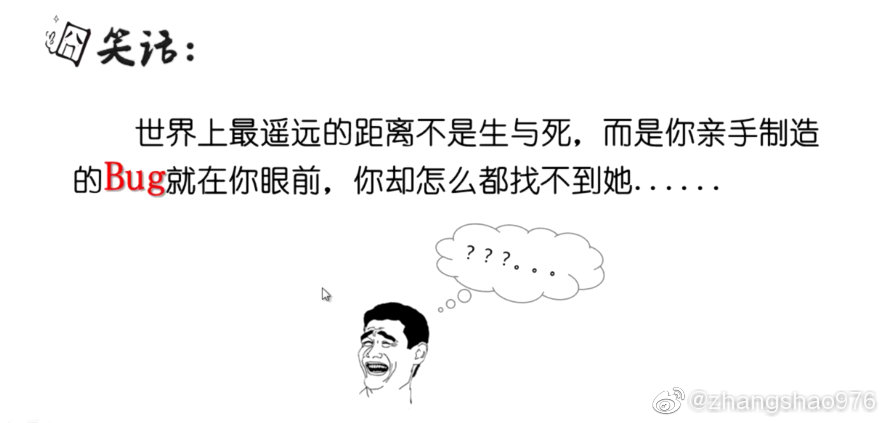 囧笑话：
世界上最遥远的距离不是生与死，而是你亲手制造
的Bug就在你眼前，你却怎么都找不到她......
？？？。。。
@zhangshao976